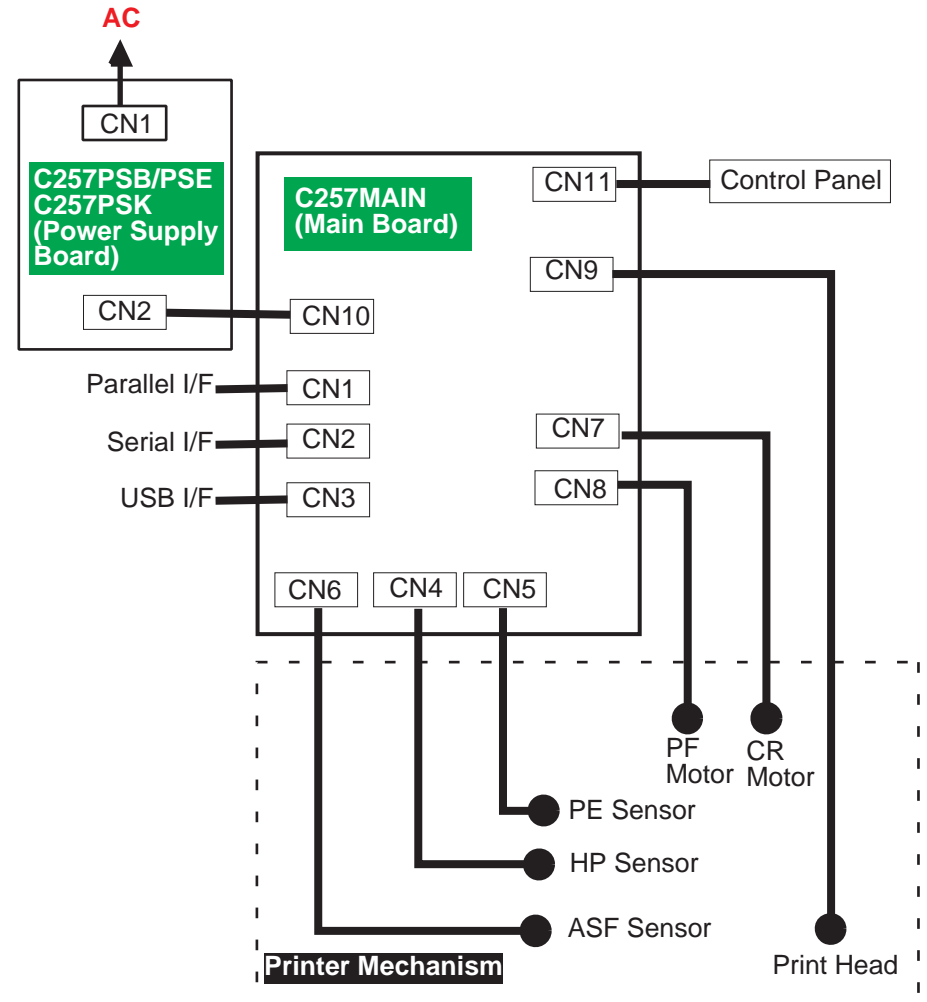 AC
CN1
C257PSB/PSE
C257PSK
(Power Supply
Board)
CN2
C257MAIN
(Main Board)
CN11
Control Panel
CN9
CN10
Parallel I/F
CN1
Serial I/F
CN2
USB I/F
CN3
CN7
CN8
CN6
CN4
CN5
PF
Motor
CR
Motor
PE Sensor
HP Sensor
ASF Sensor
Printer Mechanism
Print Head